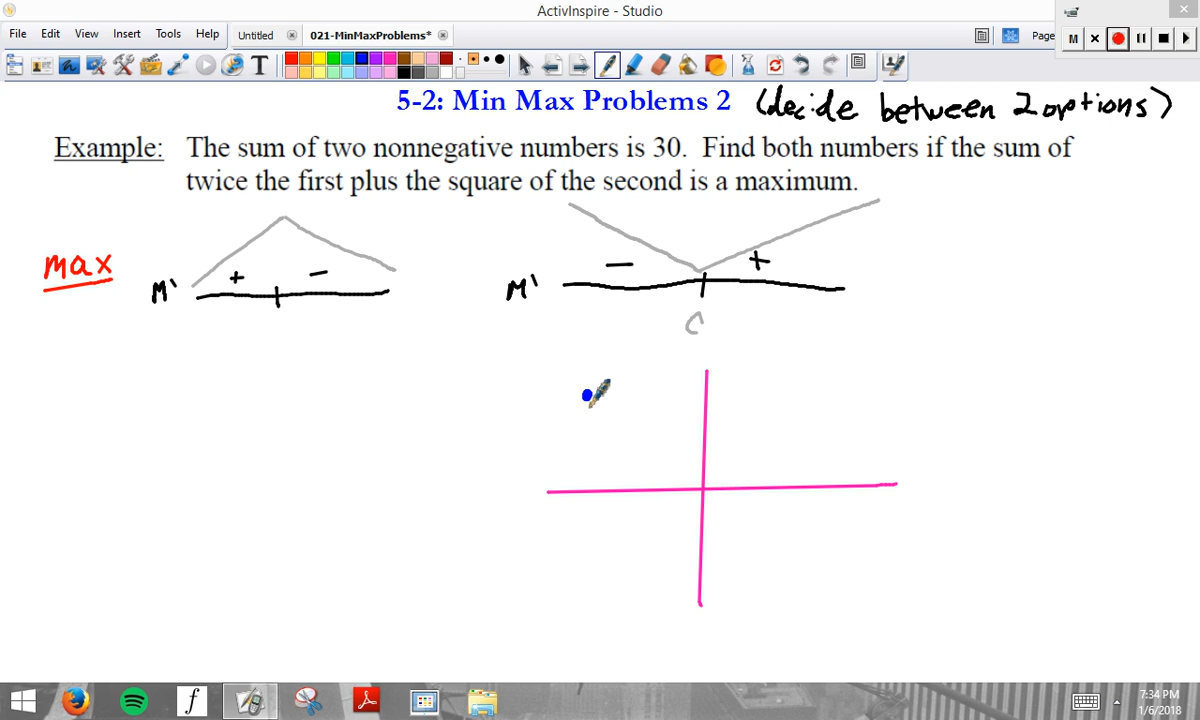 ActivInspire - Studio
File Edit View Insert Tools Help Untitled 021-MinMaxProblems* Page M
T
5-2: Min Max Problems 2 (decide between 2 options)
Example: The sum of two nonnegative numbers is 30. Find both numbers if the sum of
twice the first plus the square of the second is a maximum.
max M' + − M' − +
C
f
7:34 PM
1/6/2018